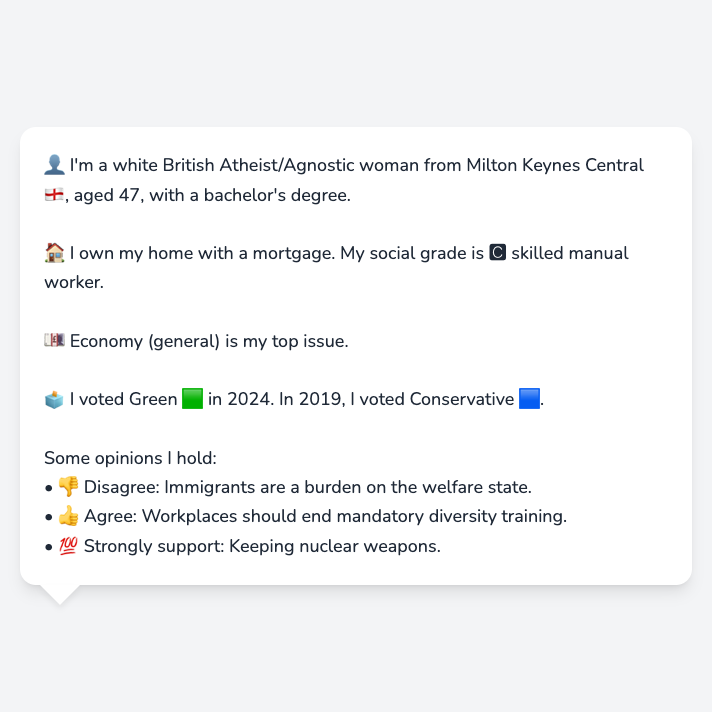 👤 I'm a white British Atheist/Agnostic woman from Milton Keynes Central
🏴󠁧󠁢󠁥󠁮󠁧󠁿, aged 47, with a bachelor's degree.
🏠 I own my home with a mortgage. My social grade is 🅲 skilled manual
worker.
💷 Economy (general) is my top issue.
🗳️ I voted Green 🟩 in 2024. In 2019, I voted Conservative 🟦.
Some opinions I hold:
• 👎 Disagree: Immigrants are a burden on the welfare state.
• 👍 Agree: Workplaces should end mandatory diversity training.
• 💯 Strongly support: Keeping nuclear weapons.